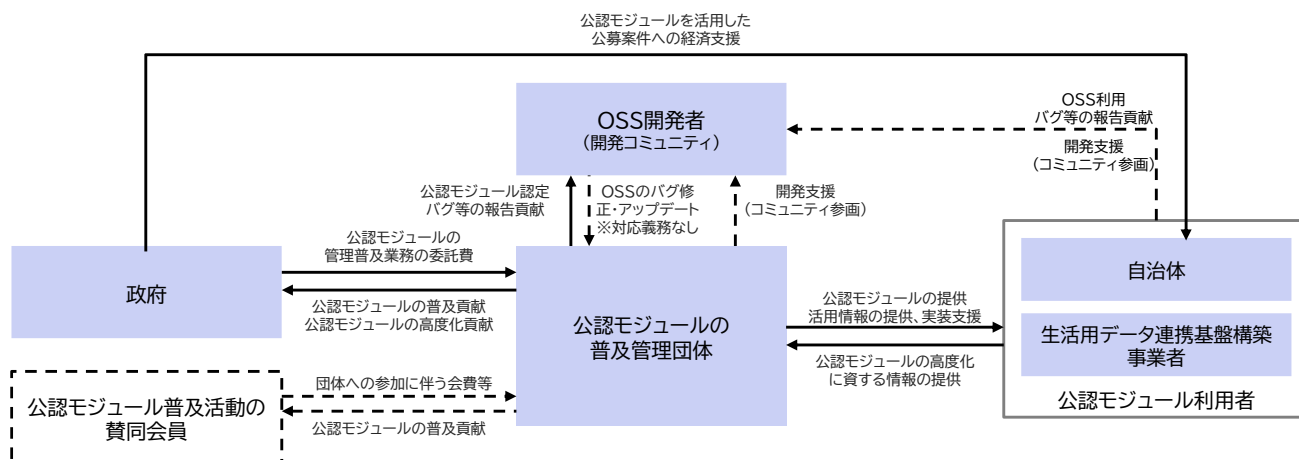 公認モジュールを活用した
公募案件への経済支援
OSS開発者
(開発コミュニティ)
OSS利用
バグ等の報告貢献
開発支援
(コミュニティ参画)
公認モジュール認定
バグ等の報告貢献
OSSのバグ修
正・アップデート
※対応義務なし
開発支援
(コミュニティ参画)
政府
公認モジュールの
管理普及業務の委託費
公認モジュールの普及貢献
公認モジュールの高度化貢献
公認モジュールの
普及管理団体
公認モジュールの提供
活用情報の提供、実装支援
公認モジュールの高度化
に資する情報の提供
自治体
生活用データ連携基盤構築
事業者
公認モジュール利用者
公認モジュール普及活動の
賛同会員
団体への参加に伴う会費等
公認モジュールの普及貢献